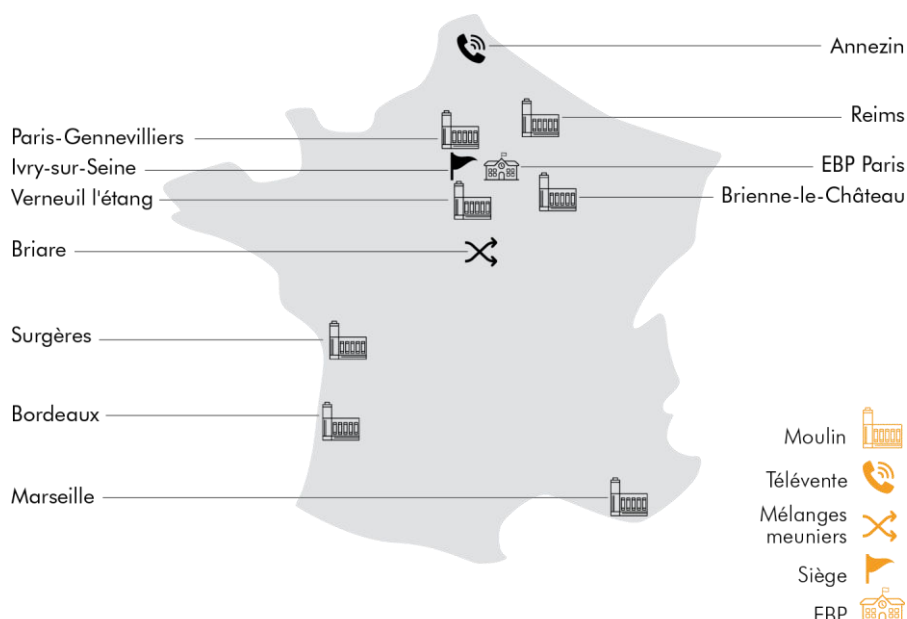 Annezin
Reims
Paris-Gennevilliers
Ivry-sur-Seine
EBP Paris
Verneuil l'étang
Brienne-le-Château
Briare
Surgères
Bordeaux
Marseille
Moulin
Télévente
Mélanges
meuniers
Siège
EBP